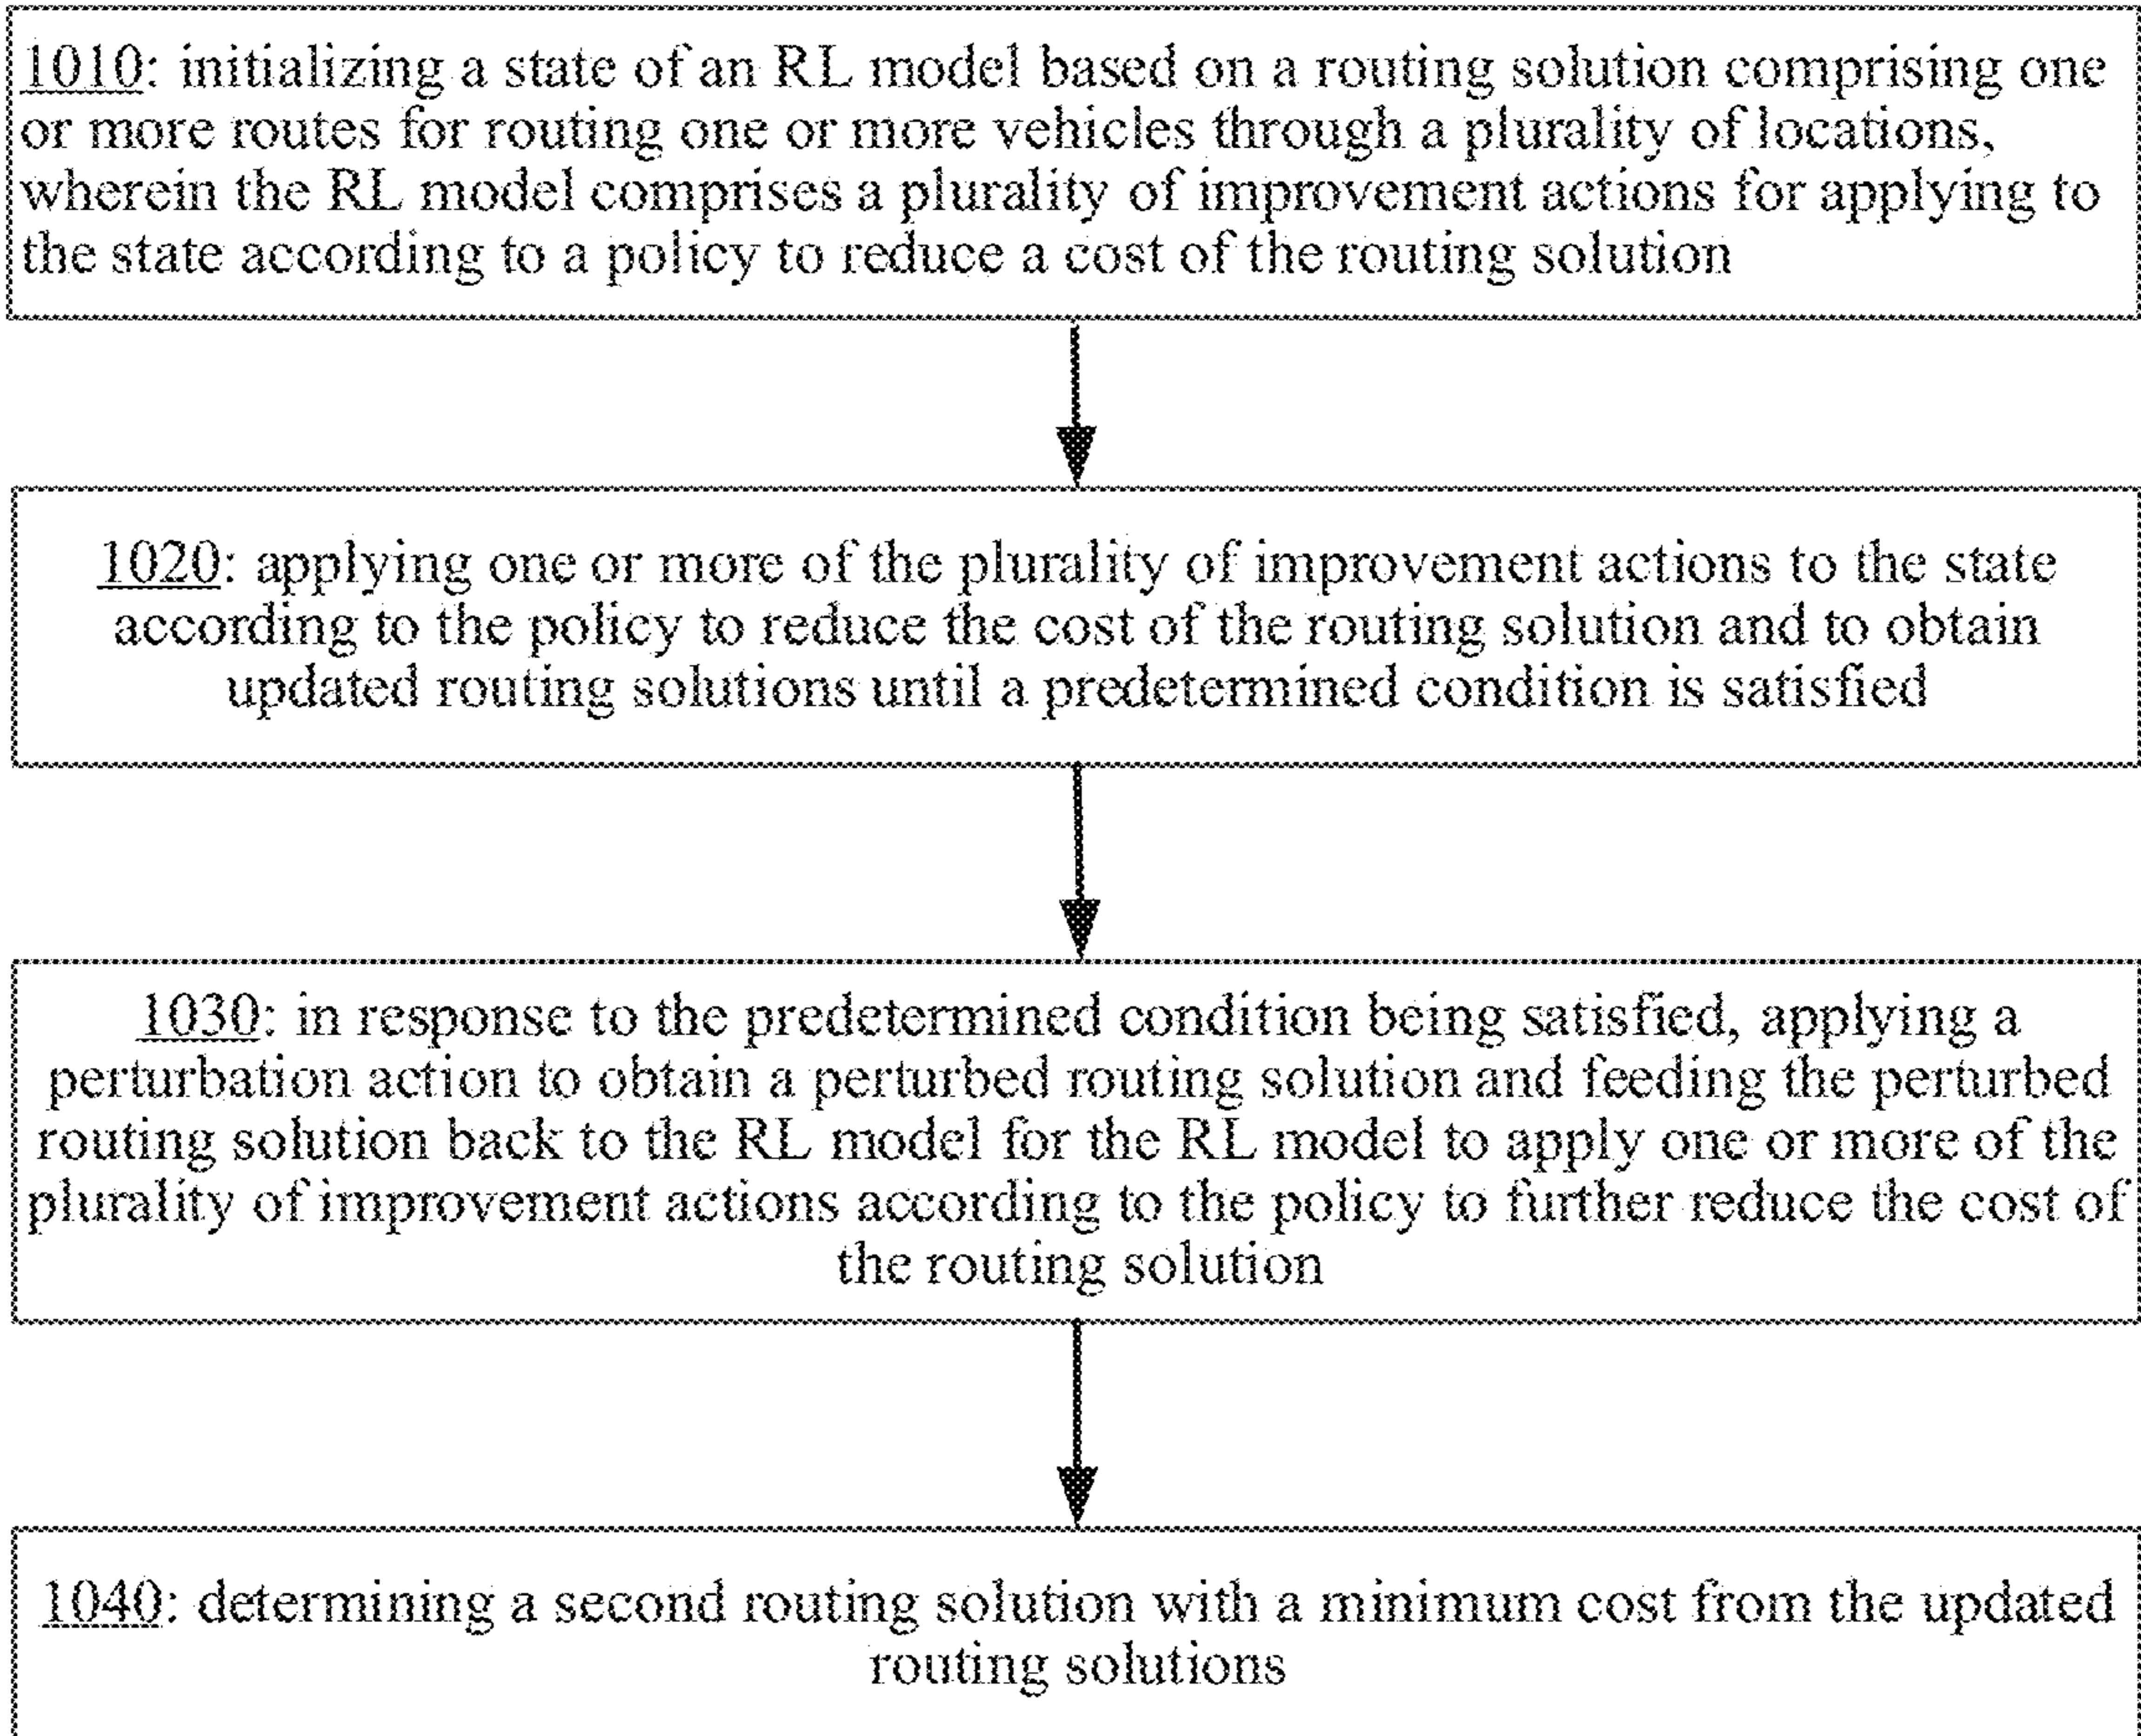 1010: initializing a state of an RL model based on a routing solution comprising one
or more routes for routing one or more vehicles through a plurality of locations,
wherein the RL model comprises a plurality of improvement actions for applying to
the state according to a policy to reduce a cost of the routing solution
1020: applying one or more of the plurality of improvement actions to the state
according to the policy to reduce the cost of the routing solution and to obtain
updated routing solutions until a predetermined condition is satisfied
1030: in response to the predetermined condition being satisfied, applying a
perturbation action to obtain a perturbed routing solution and feeding the perturbed
routing solution back to the RL model for the RL model to apply one or more of the
plurality of improvement actions according to the policy to further reduce the cost of
the routing solution
1040: determining a second routing solution with a minimum cost from the updated
routing solutions